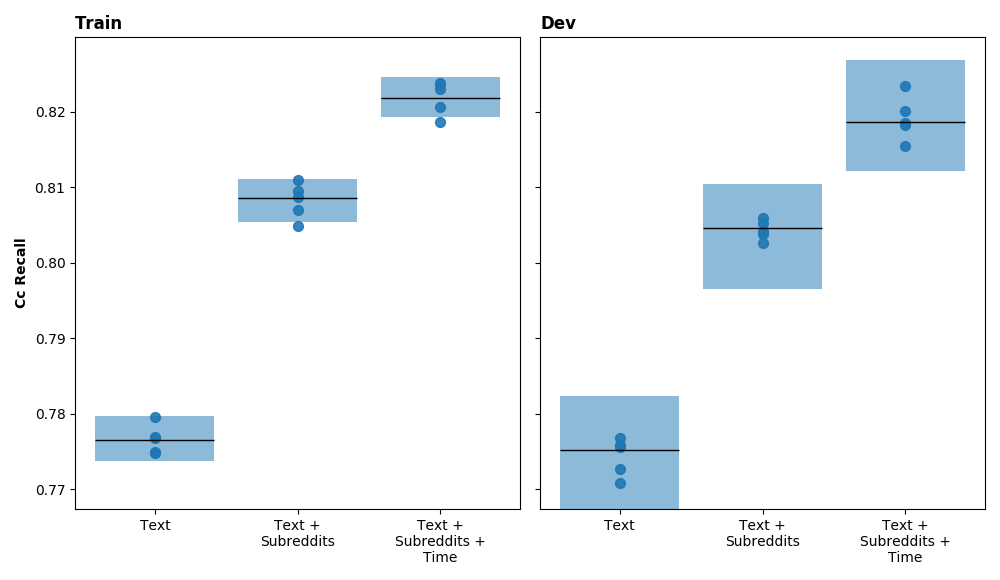 Train
Dev
Cc Recall
0.82
0.81
0.80
0.79
0.78
0.77
Text
Text +
Subreddits
Text +
Subreddits +
Time
Text
Text +
Subreddits
Text +
Subreddits +
Time